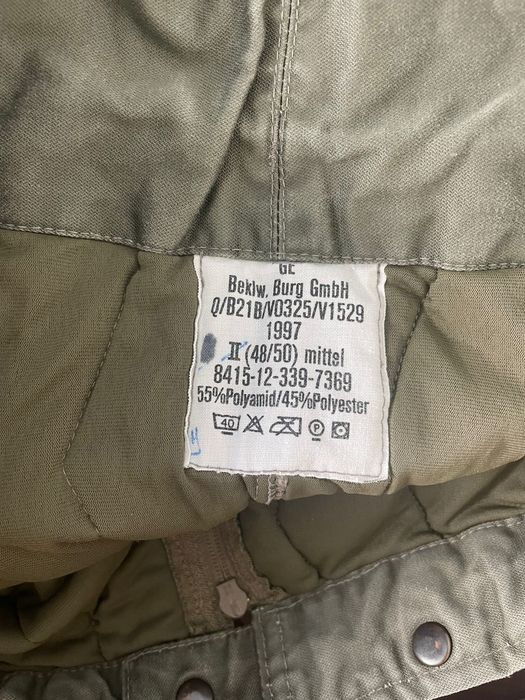 GE
Beklw. Burg GmbH
Q/B21B/V0325/V1529
1997
II (48/50) mittel
8415-12-339-7369
55%Polyamid/45%Polyester
40 P